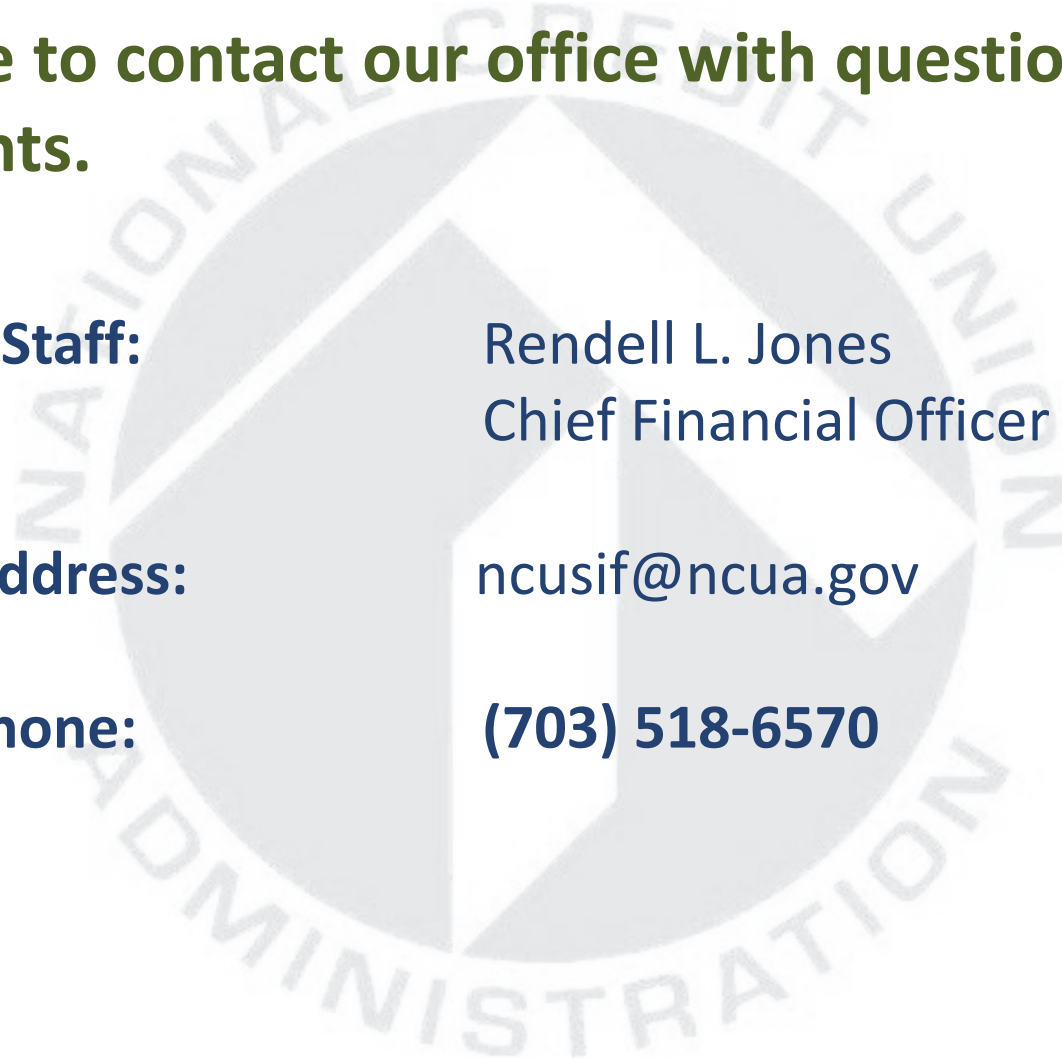 e to contact our office with questio
nts.
Staff: Rendell L. Jones
Chief Financial Officer
ddress: ncusif@ncua.gov
hone: (703) 518-6570
NATIONAL CREDIT UNION
ADMINISTRATION